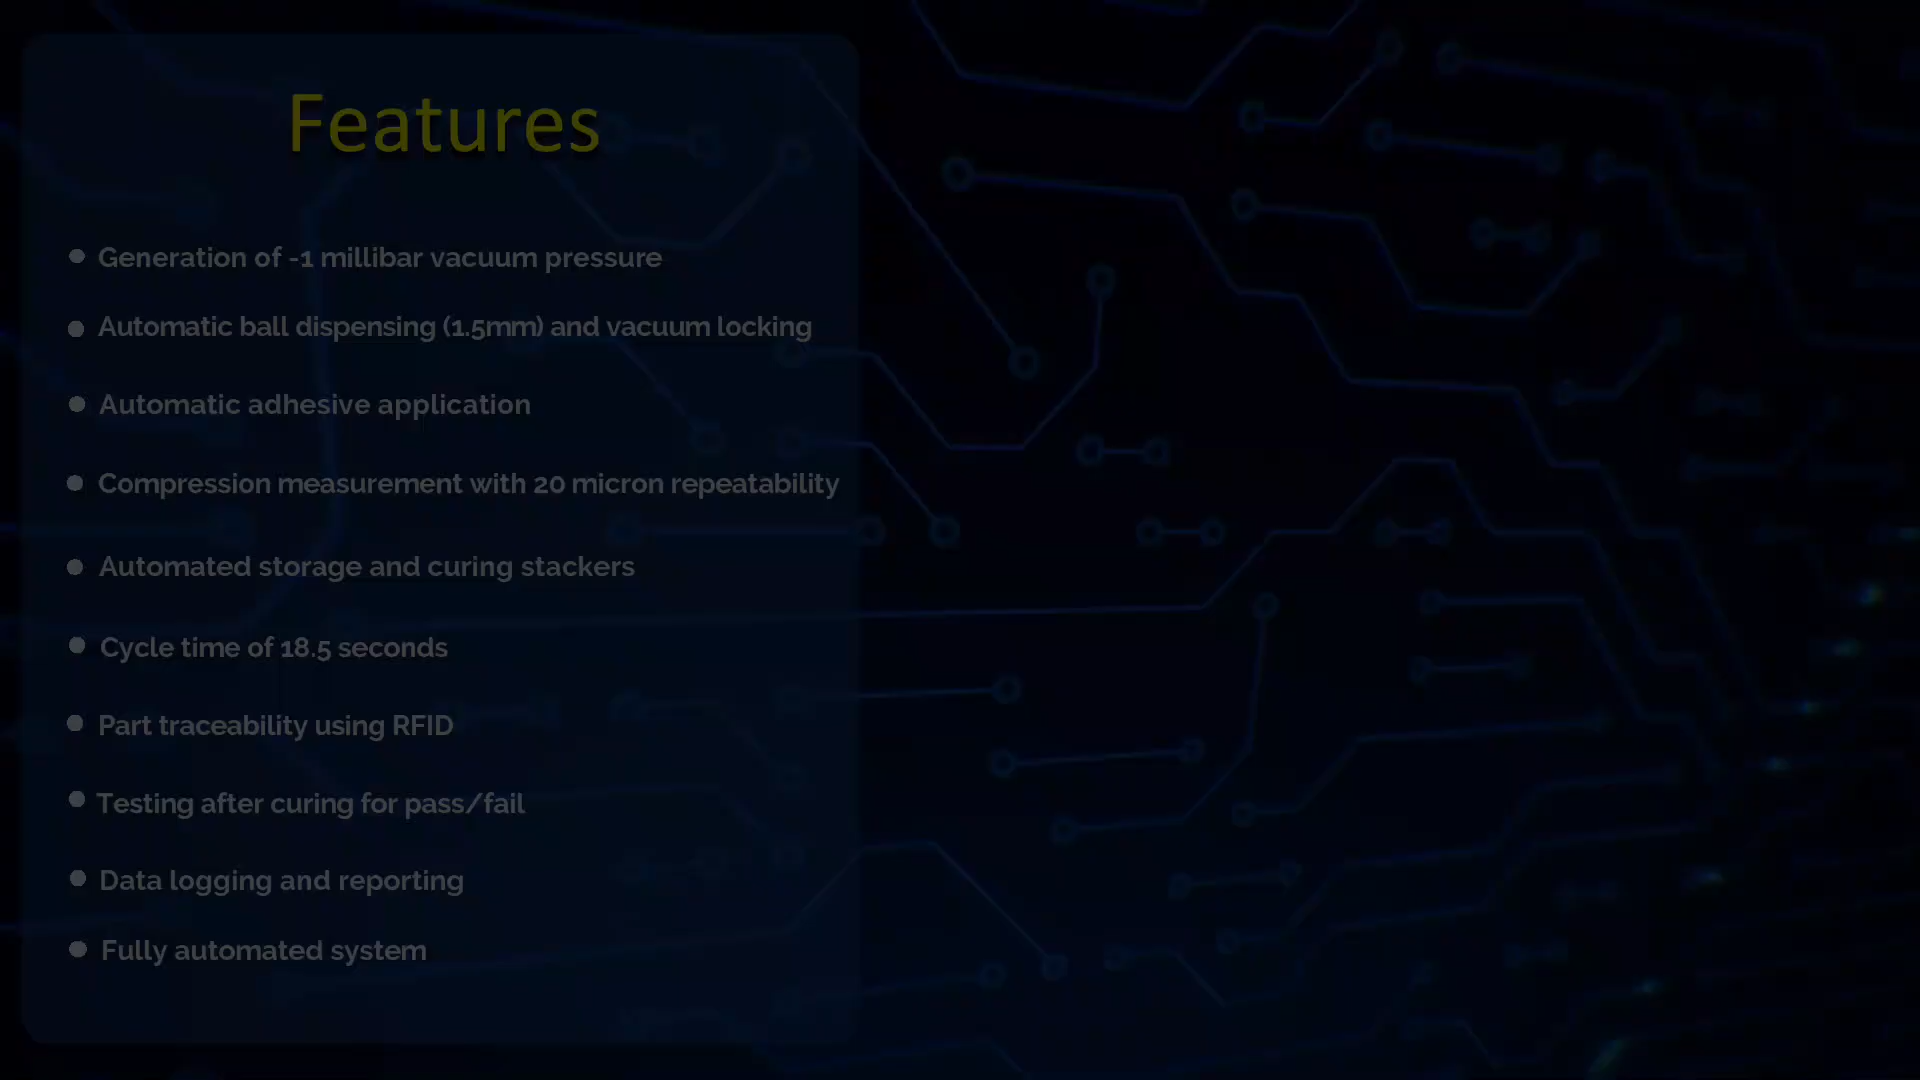 Features
Generation of -1 millibar vacuum pressure
Automatic ball dispensing (1.5mm) and vacuum locking
Automatic adhesive application
Compression measurement with 20 micron repeatability
Automated storage and curing stackers
Cycle time of 18.5 seconds
Part traceability using RFID
Testing after curing for pass/fail
Data logging and reporting
Fully automated system